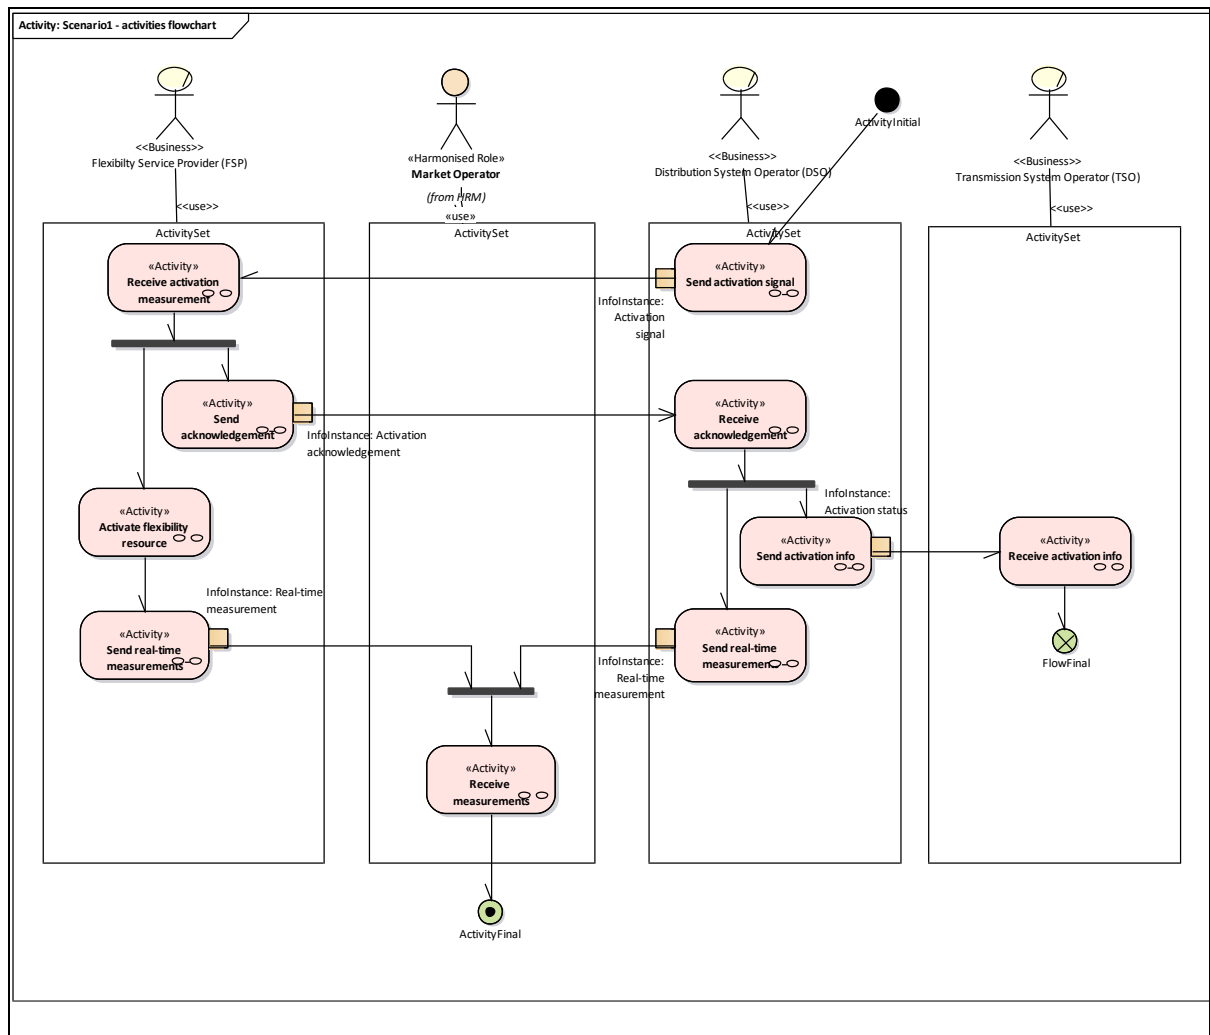 Activity: Scenario1 - activities flowchart
ActivityInitial
<<Business>>
Flexibilty Service Provider (FSP)
<<use>>
«Harmonised Role»
Market Operator
(from HRM)
«use»
<<Business>>
Distribution System Operator (DSO)
<<use>>
<<Business>>
Transmission System Operator (TSO)
<<use>>
ActivitySet
ActivitySet
ActivitySet
ActivitySet
«Activity»
Receive activation
measurement
«Activity»
Send activation signal
InfoInstance:
Activation
signal
«Activity»
Send
acknowledgement
InfoInstance: Activation
acknowledgement
«Activity»
Receive
acknowledgement
«Activity»
Activate flexibility
resource
InfoInstance:
Activation status
«Activity»
Send activation info
«Activity»
Receive activation info
InfoInstance: Real-time
measurement
«Activity»
Send real-time
measurements
«Activity»
Send real-time
measurements
InfoInstance:
Real-time
measurement
FlowFinal
«Activity»
Receive
measurements
ActivityFinal